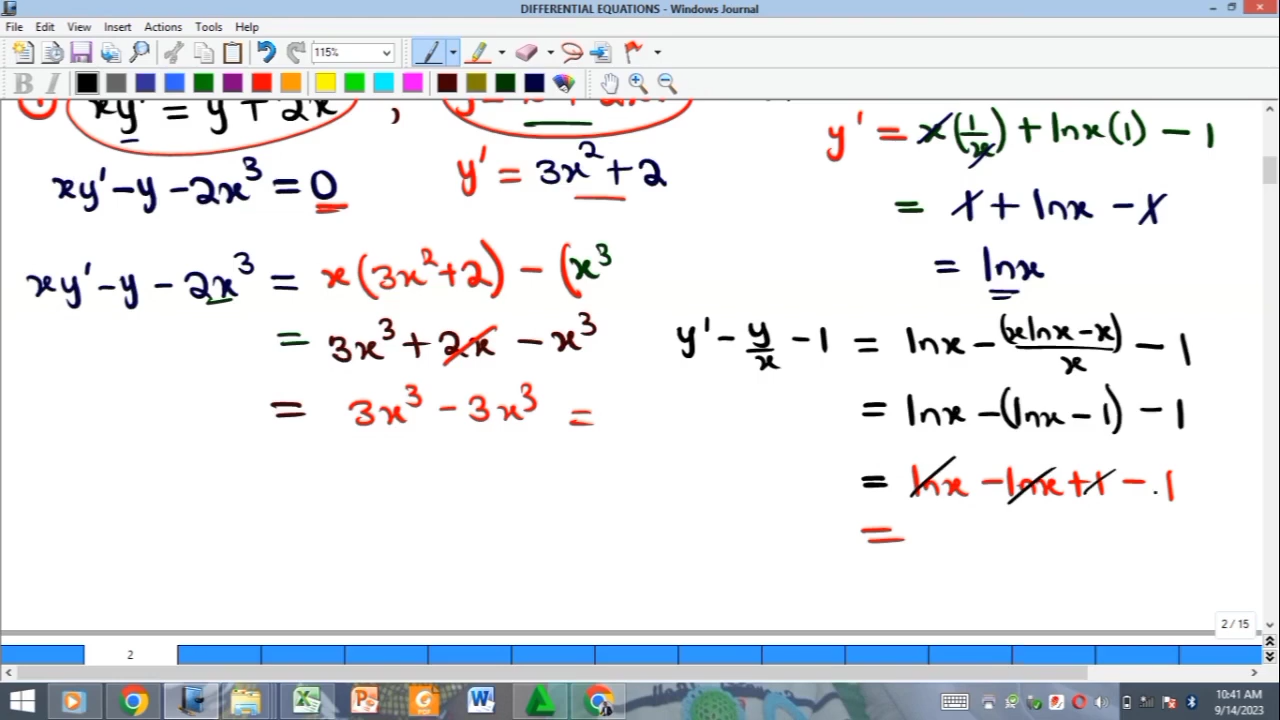 DIFFERENTIAL EQUATIONS - Windows Journal
File Edit View Insert Actions Tools Help
115%
B I
① xy' = y + 2x ,
xy' - y - 2x³ = 0
y' = 3x² + 2
xy' - y - 2x³ = x(3x² + 2) - (x³
= 3x³ + 2x - x³
= 3x³ - 3x³ =
y' = x(1/x) + lnx(1) - 1
= 1 + lnx - 1
= lnx
y' - y/x - 1 = lnx - (xlnx - x)/x - 1
= lnx - (lnx - 1) - 1
= lnx - lnx + 1 - 1
=
2 / 15
2
10:41 AM
9/14/2023